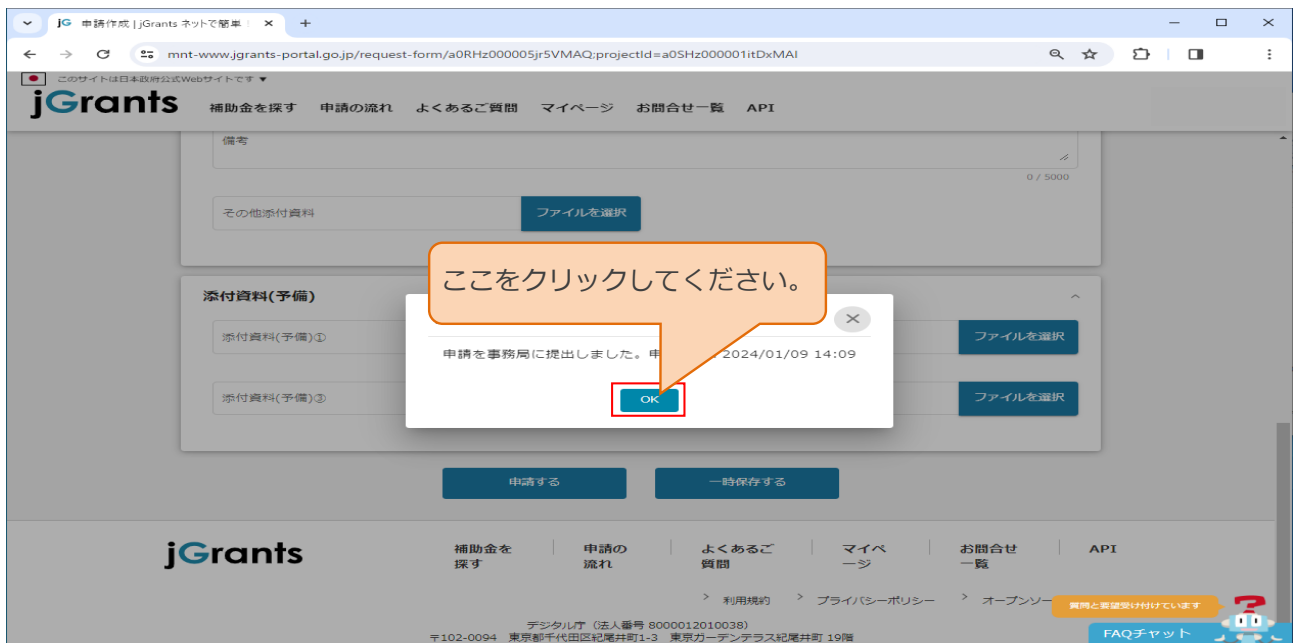 jG 申請作成 | jGrants ネットで簡単!
mnt-www.jgrants-portal.go.jp/request-form/a0RHz000005jr5VMAQ;projectId=a0SHz000001itDxMAI
このサイトは日本政府公式Webサイトです ▼
jGrants 補助金を探す 申請の流れ よくあるご質問 マイページ お問合せ一覧 API
備考
0 / 5000
その他添付資料 ファイルを選択
ここをクリックしてください。
添付資料(予備)
添付資料(予備)① ファイルを選択
申請を事務局に提出しました。申 2024/01/09 14:09
添付資料(予備)③ ファイルを選択
OK
申請する 一時保存する
jGrants
補助金を探す
申請の流れ
よくあるご質問
マイページ
お問合せ一覧
API
利用規約 プライバシーポリシー オープンソー
質問と要望受け付けています
デジタル庁(法人番号 8000012010038)
〒102-0094 東京都千代田区紀尾井町1-3 東京ガーデンテラス紀尾井町 19階
FAQチャット